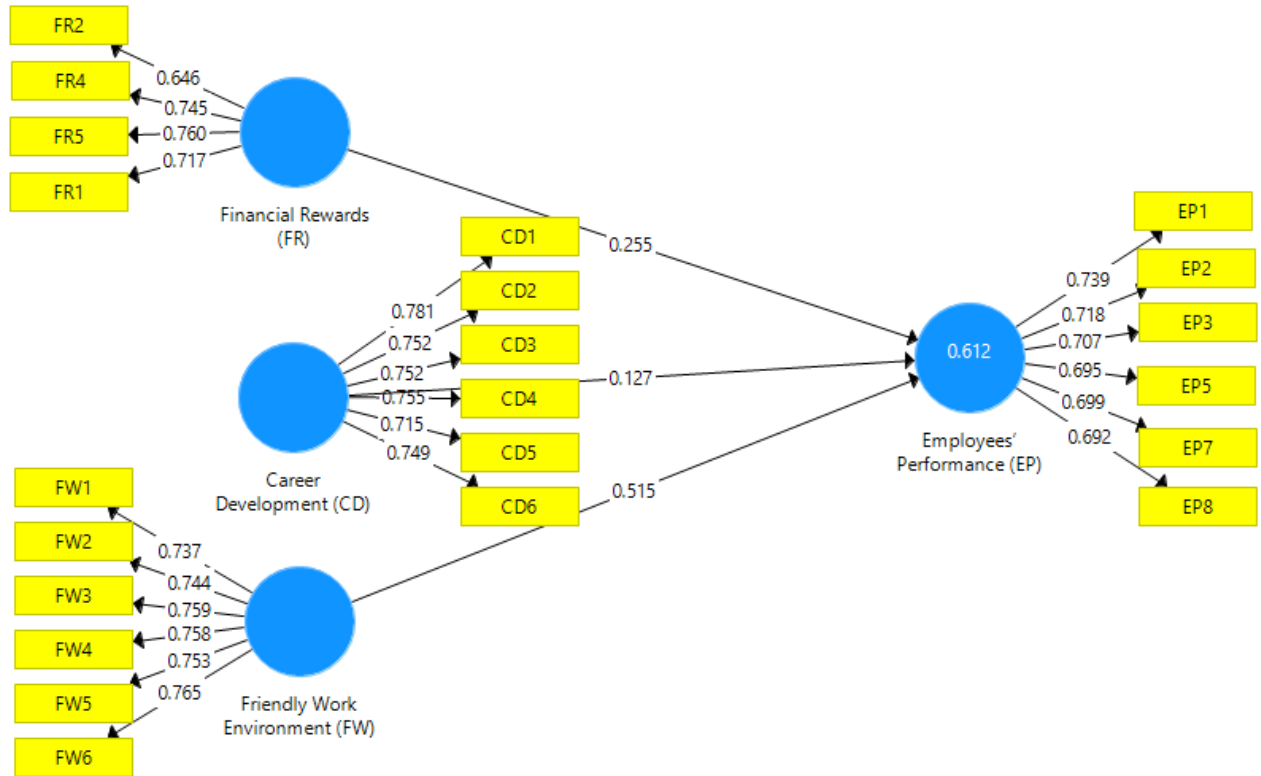 FR2
FR4
FR5
FR1
0.646
0.745
0.760
0.717
Financial Rewards
(FR)
CD1
CD2
CD3
CD4
CD5
CD6
0.781
0.752
0.752
0.755
0.715
0.749
Career
Development (CD)
FW1
FW2
FW3
FW4
FW5
FW6
0.737
0.744
0.759
0.758
0.753
0.765
Friendly Work
Environment (FW)
0.255
0.127
0.515
0.612
Employees'
Performance (EP)
0.739
0.718
0.707
0.695
0.699
0.692
EP1
EP2
EP3
EP5
EP7
EP8